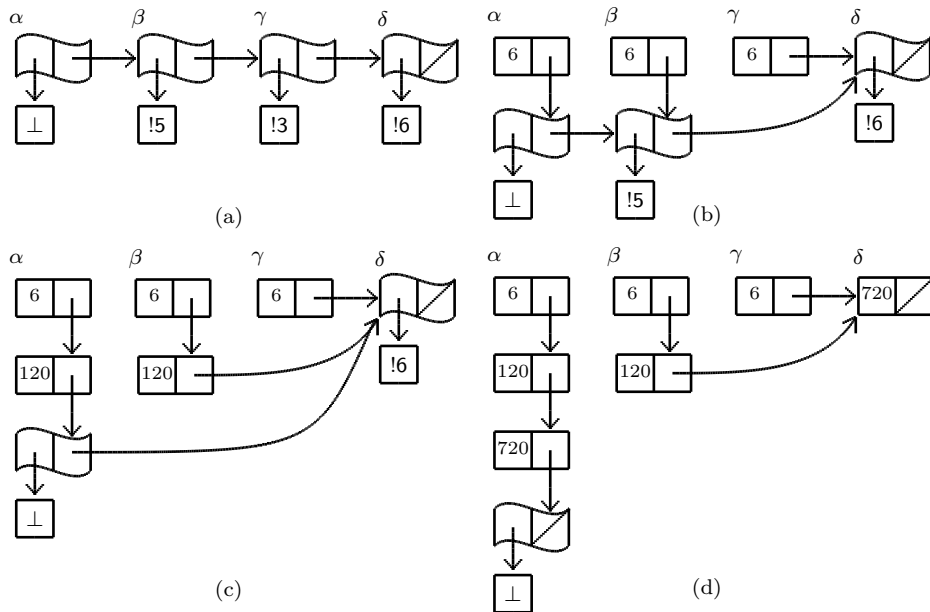 α β γ δ
⊥ !5 !3 !6
(a)
α β γ δ
6 6 6
!6
⊥ !5
(b)
α β γ δ
6 6 6
120 120 !6
⊥
(c)
α β γ δ
6 6 6 720
120 120
720
⊥
(d)